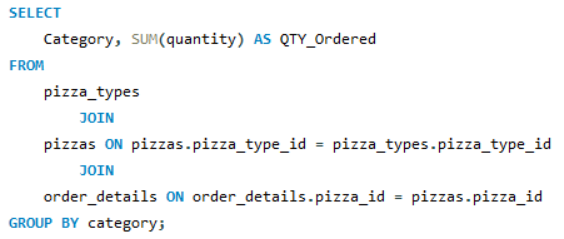 SELECT
Category, SUM(quantity) AS QTY_Ordered
FROM
pizza_types
JOIN
pizzas ON pizzas.pizza_type_id = pizza_types.pizza_type_id
JOIN
order_details ON order_details.pizza_id = pizzas.pizza_id
GROUP BY category;